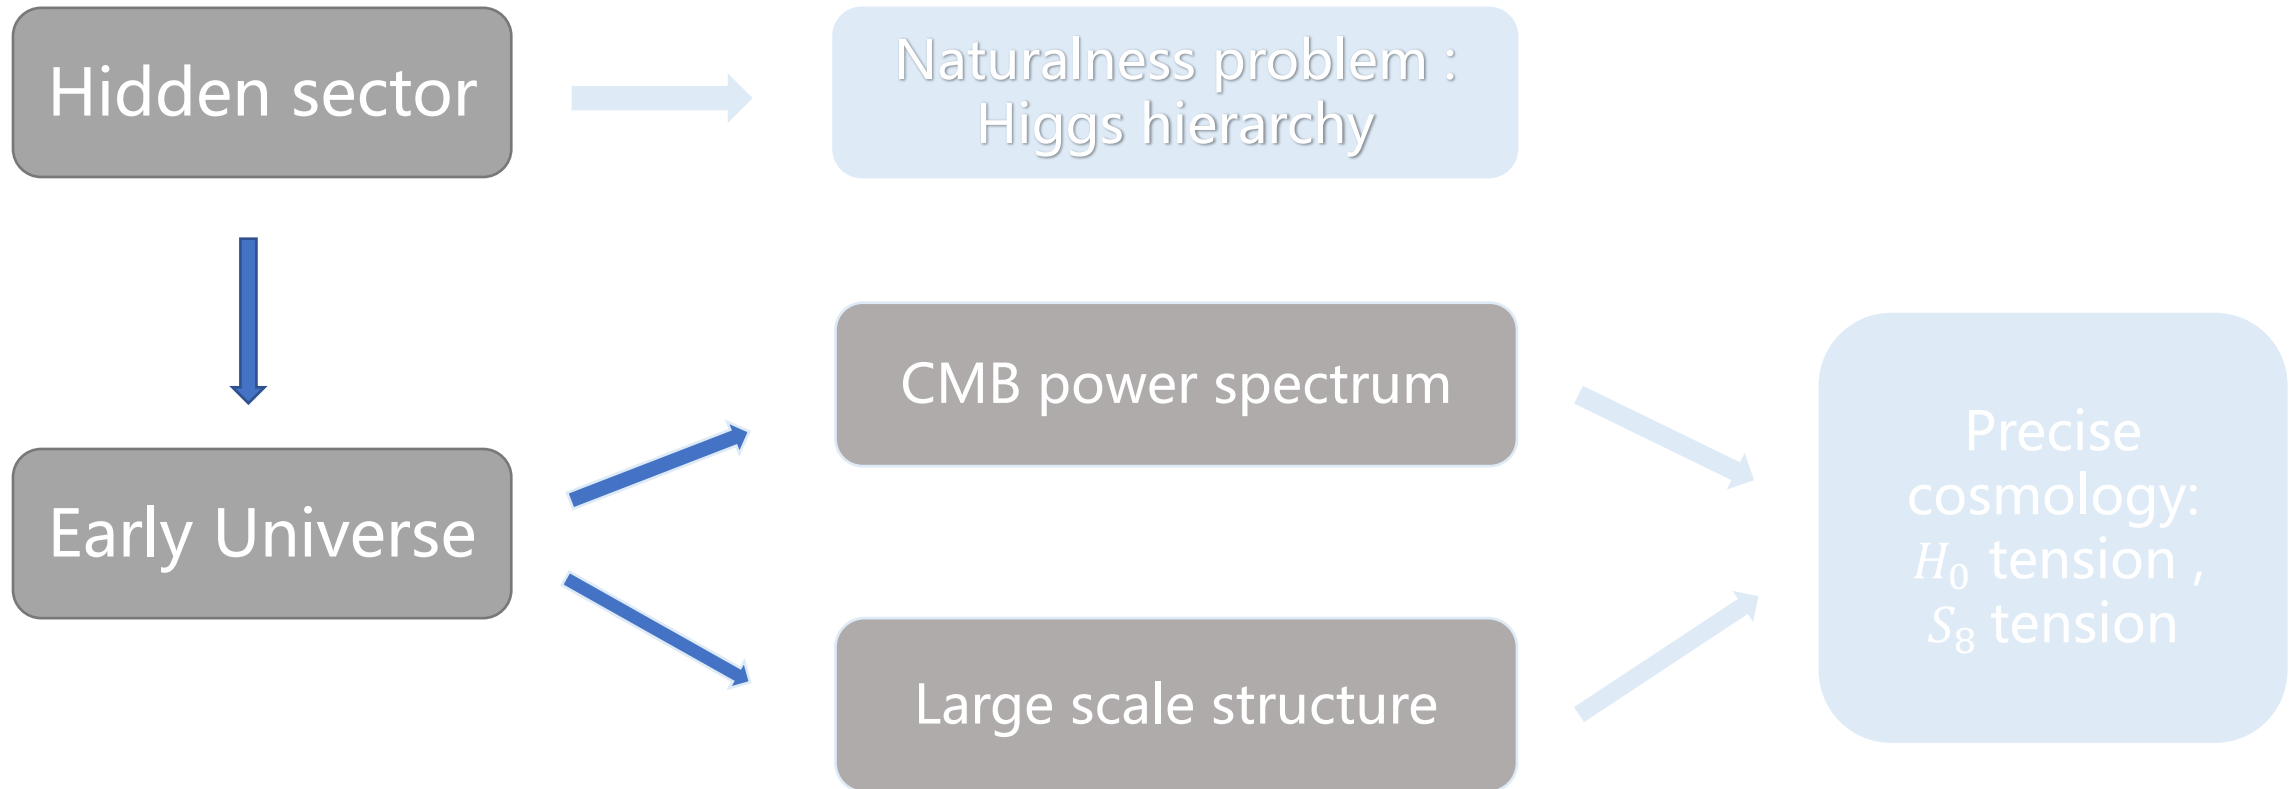 Hidden sector
Naturalness problem :
Higgs hierarchy
CMB power spectrum
Early Universe
Large scale structure
Precise
cosmology:
H₀ tension ,
S₈ tension